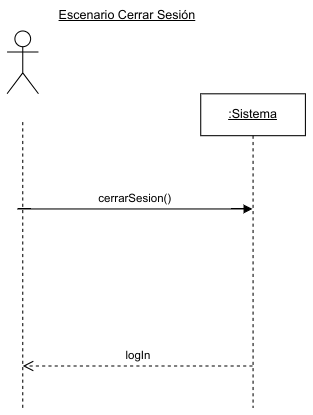 Escenario Cerrar Sesión
:Sistema
cerrarSesion()
logIn